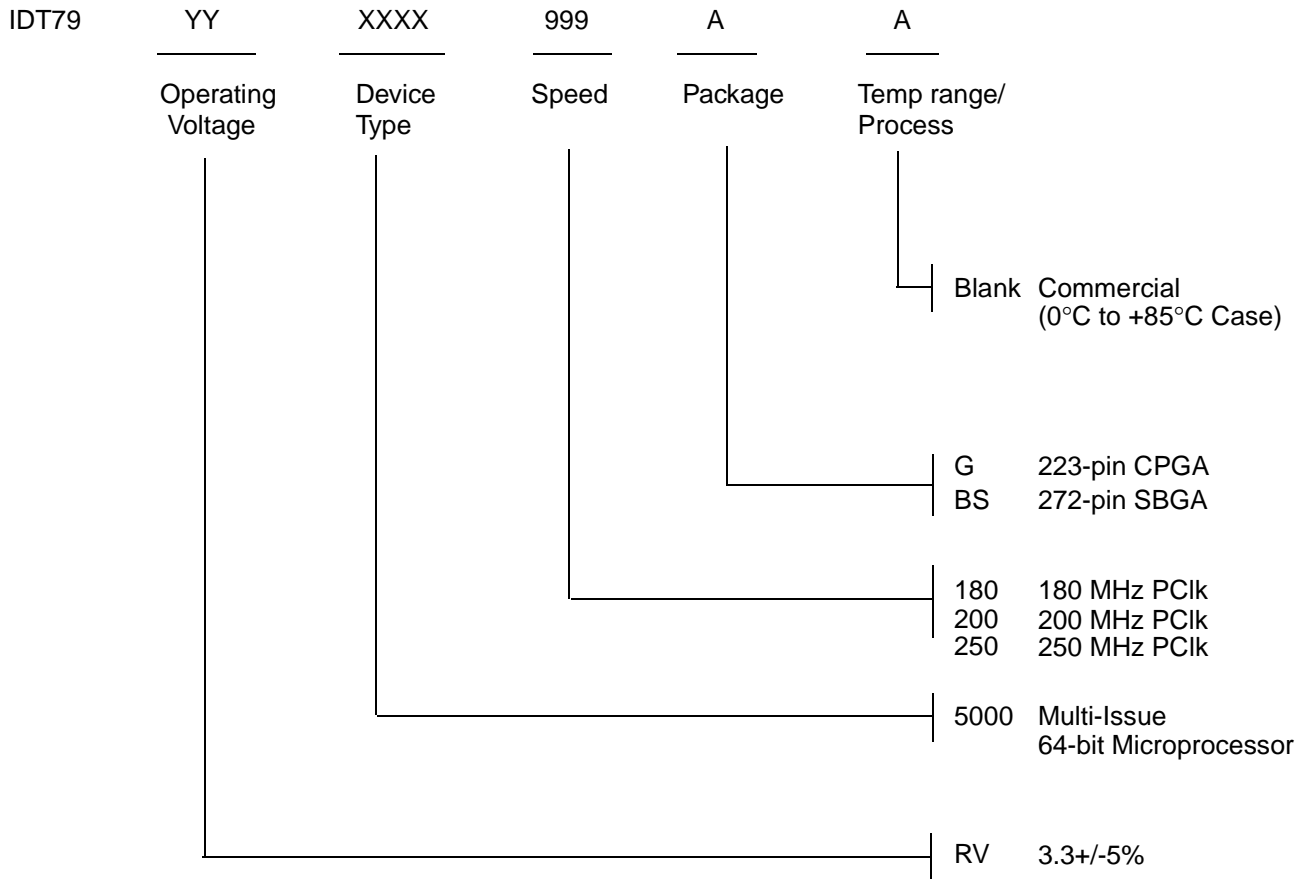 IDT79 YY XXXX 999 A A
Operating Voltage
Device Type
Speed
Package
Temp range/ Process
Blank Commercial
(0°C to +85°C Case)
G 223-pin CPGA
BS 272-pin SBGA
180 180 MHz PClk
200 200 MHz PClk
250 250 MHz PClk
5000 Multi-Issue
64-bit Microprocessor
RV 3.3+/-5%